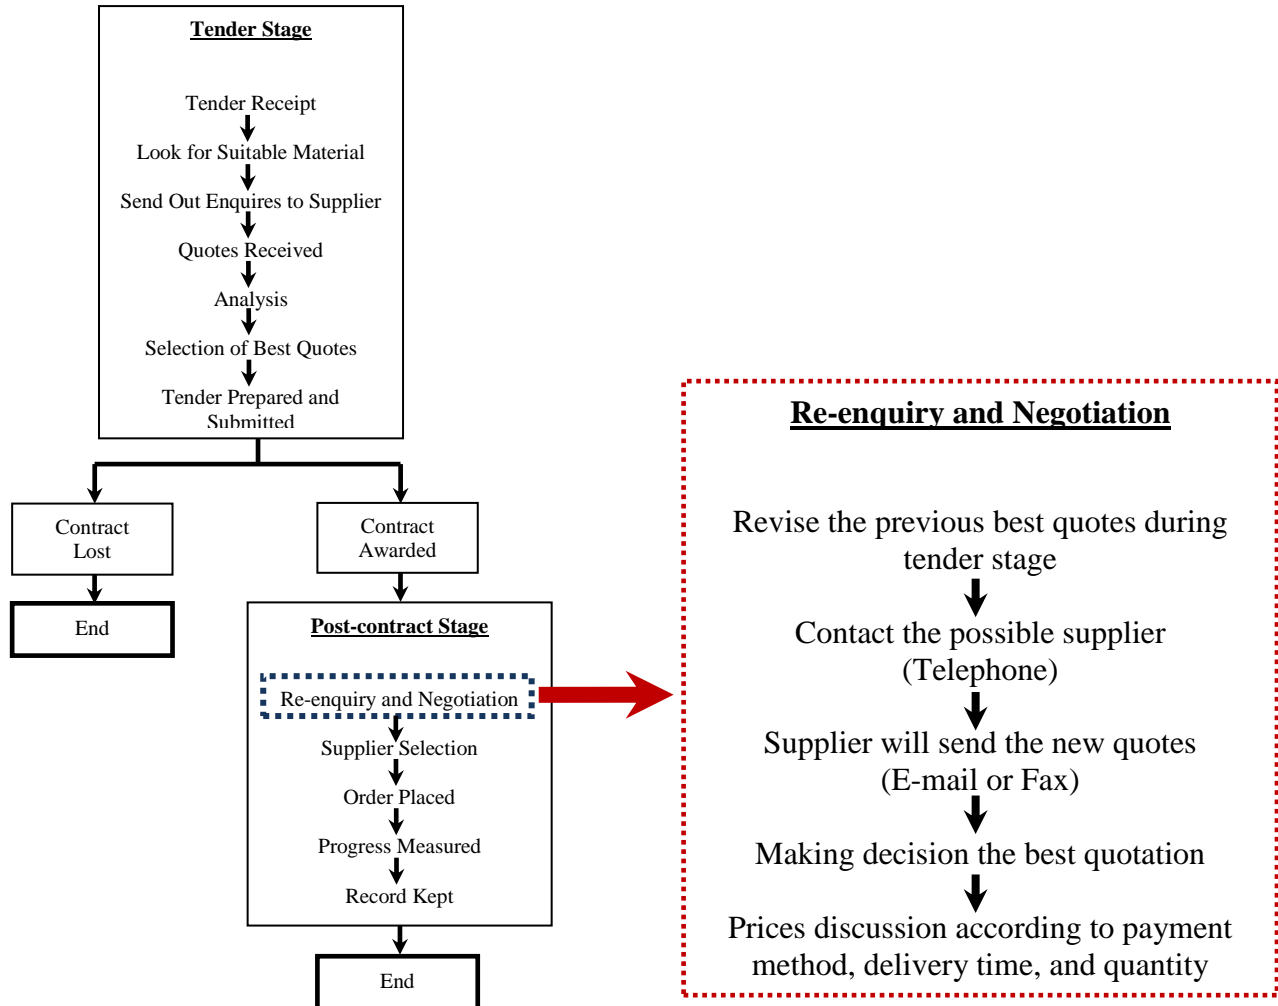 Tender Stage
Tender Receipt
Look for Suitable Material
Send Out Enquires to Supplier
Quotes Received
Analysis
Selection of Best Quotes
Tender Prepared and
Submitted
Contract
Lost
End
Contract
Awarded
Post-contract Stage
Re-enquiry and Negotiation
Supplier Selection
Order Placed
Progress Measured
Record Kept
End
Re-enquiry and Negotiation
Revise the previous best quotes during
tender stage
Contact the possible supplier
(Telephone)
Supplier will send the new quotes
(E-mail or Fax)
Making decision the best quotation
Prices discussion according to payment
method, delivery time, and quantity